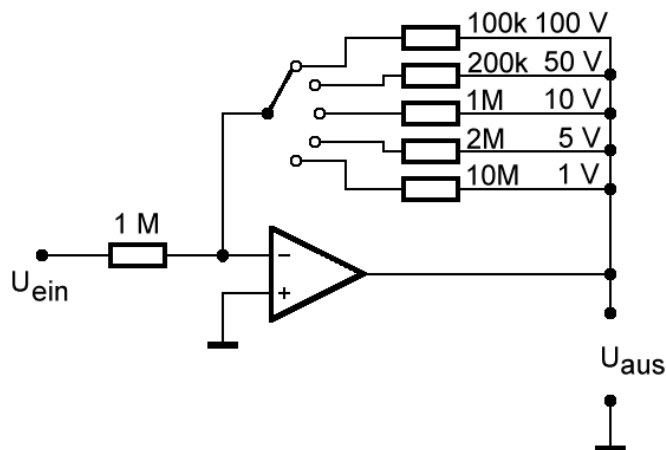 100k 100 V
200k 50 V
1M 10 V
2M 5 V
10M 1 V
1 M
U ein
−
+
U aus